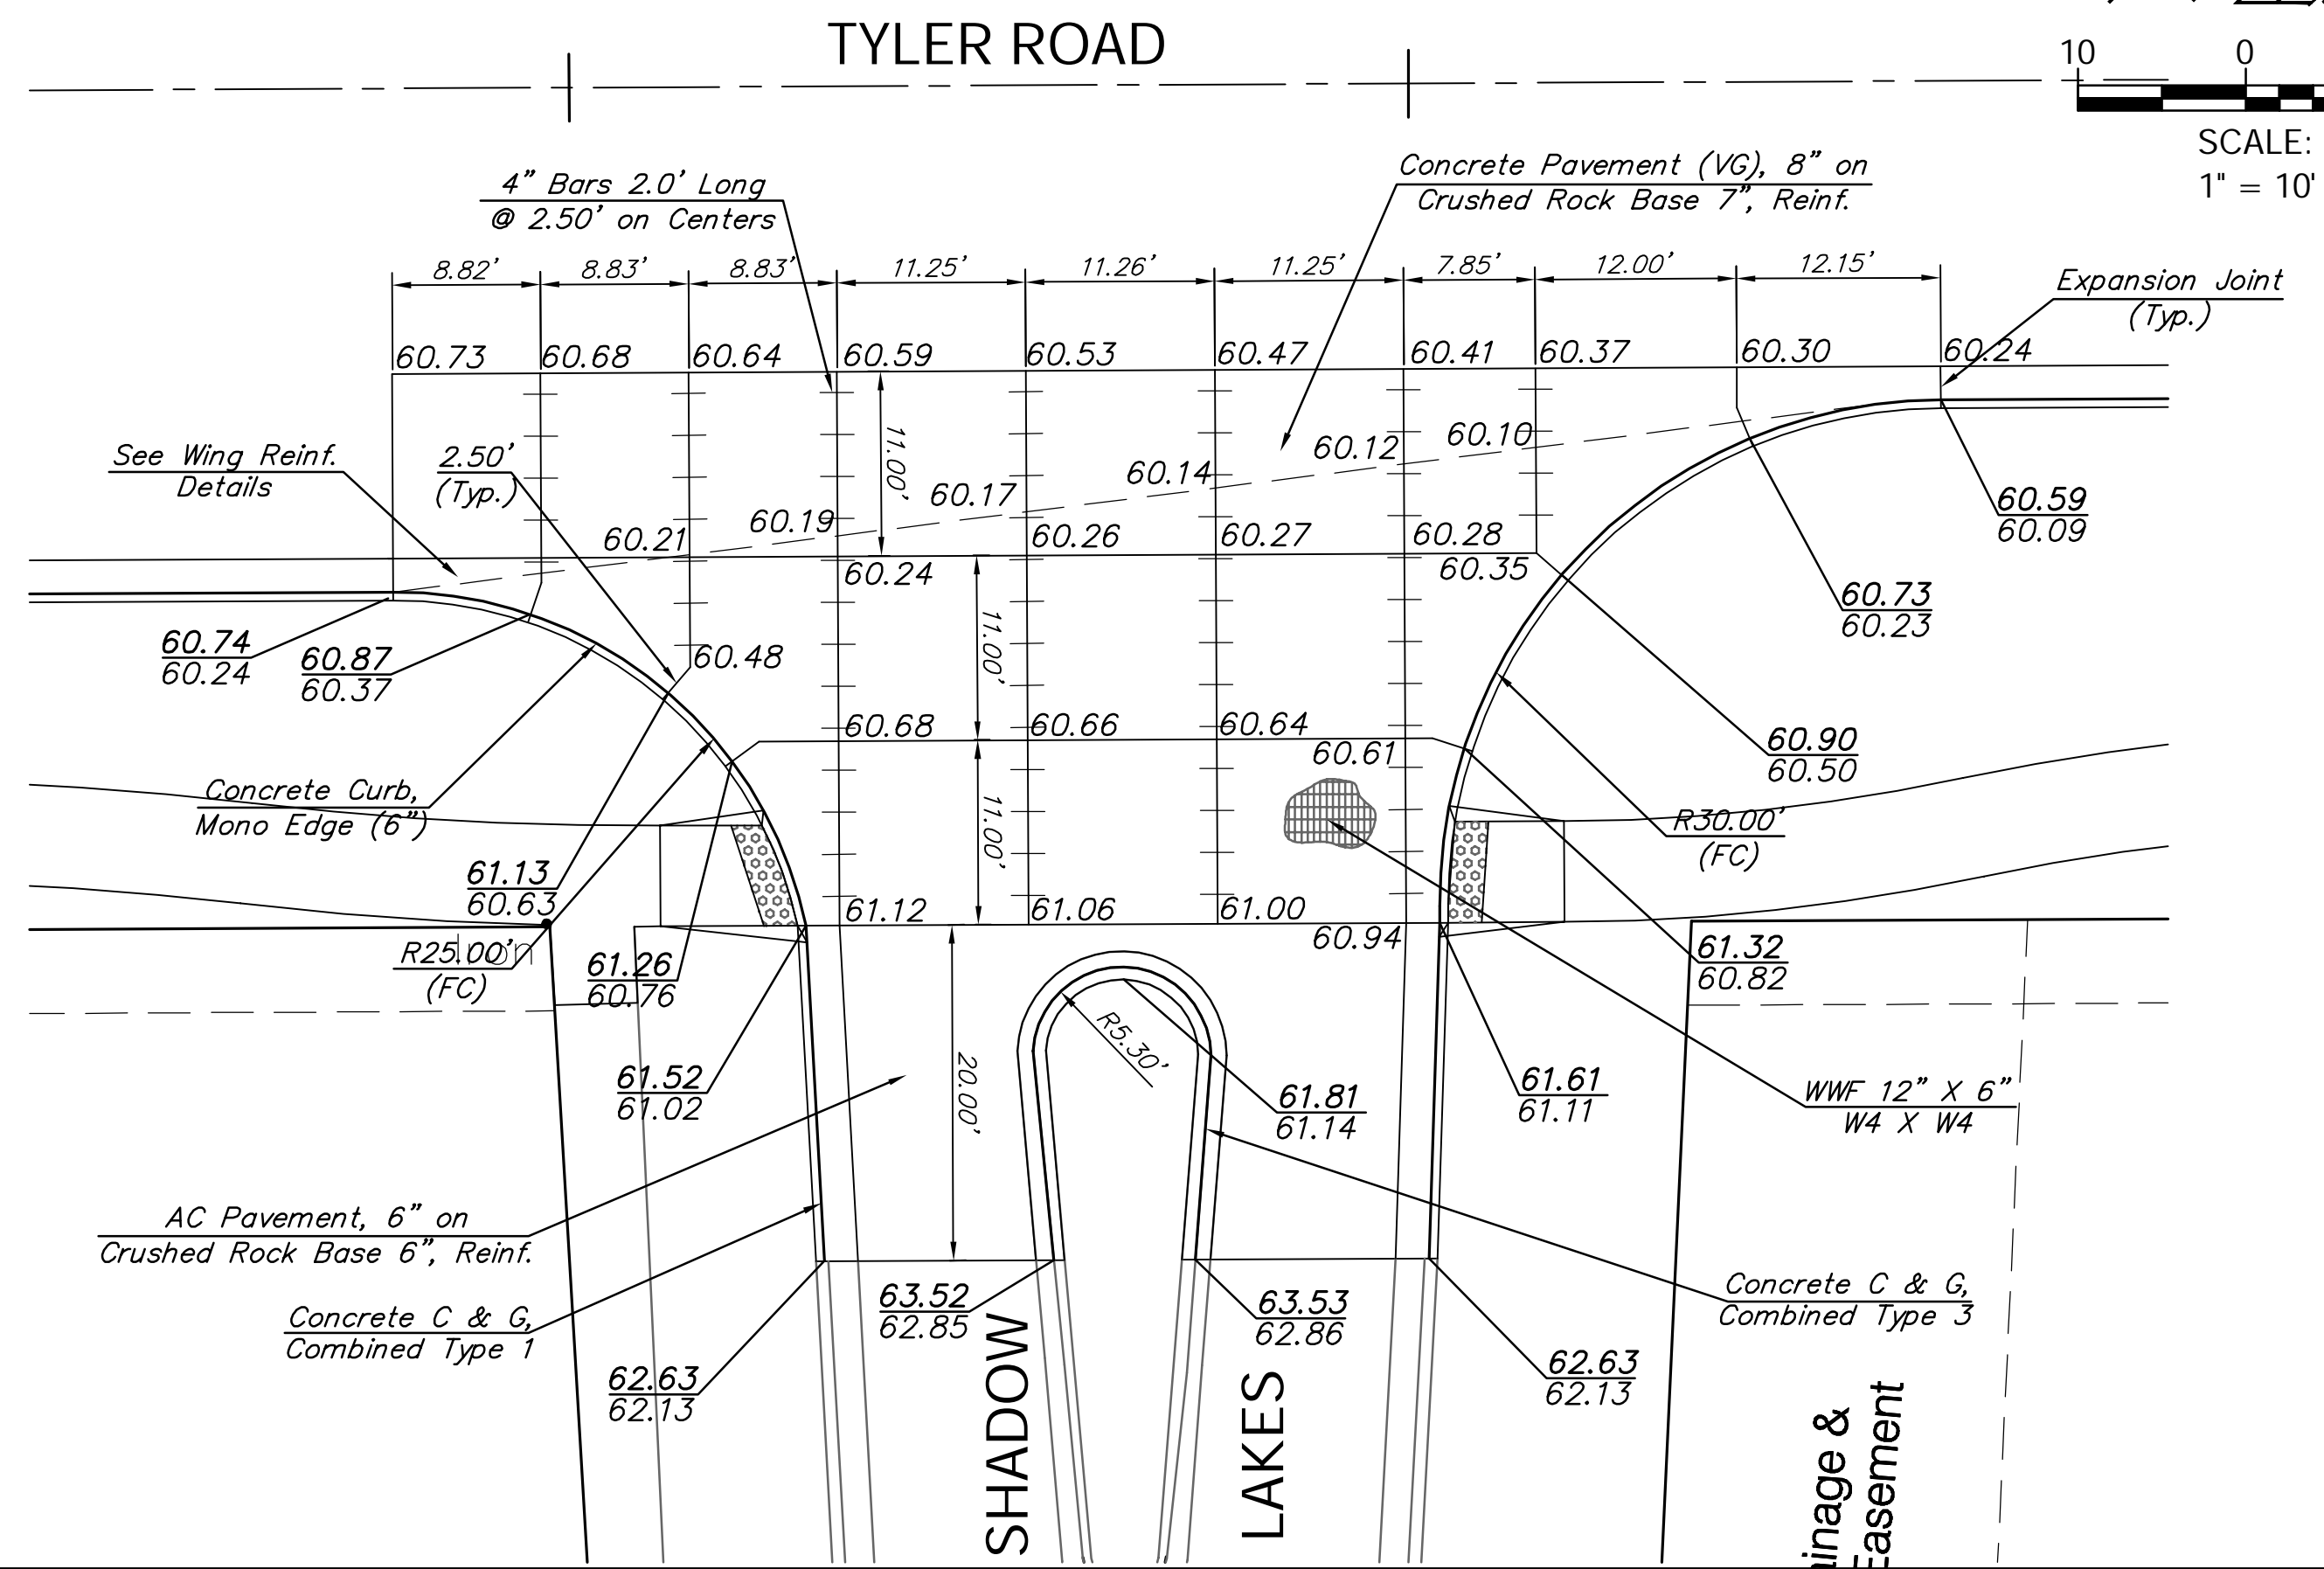 TYLER ROAD
10 0
SCALE:
1" = 10'
4” Bars 2.0’ Long
@ 2.50’ on Centers
Concrete Pavement (VG), 8” on
Crushed Rock Base 7”, Reinf.
8.82’ 8.83’ 8.83’ 11.25’ 11.26’ 11.25’ 7.85’ 12.00’ 12.15’
Expansion Joint
(Typ.)
60.73 60.68 60.64 60.59 60.53 60.47 60.41 60.37 60.30 60.24
See Wing Reinf.
Details
2.50’
(Typ.)
11.00’
60.21 60.19 60.17 60.14 60.12 60.10
60.24 60.26 60.27 60.28
60.35
60.59
60.09
60.73
60.23
60.74
60.24
60.87
60.37
60.48
11.00’
60.68 60.66 60.64
60.61
60.90
60.50
Concrete Curb,
Mono Edge (6”)
11.00’
R30.00’
(FC)
61.13
60.63
61.12 61.06 61.00
60.94
R25.00’
(FC)
61.26
60.76
61.32
60.82
61.52
61.02
20.00’
R5.30’
61.81
61.14
61.61
61.11
WWF 12” X 6”
W4 X W4
AC Pavement, 6” on
Crushed Rock Base 6”, Reinf.
Concrete C & G,
Combined Type 1
63.52
62.85
63.53
62.86
Concrete C & G,
Combined Type 3
62.63
62.13
62.63
62.13
SHADOW
LAKES
ainage &
Easement